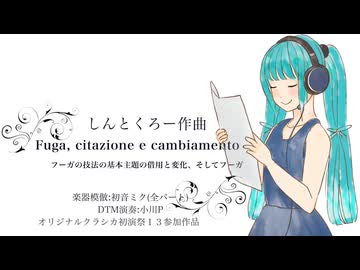 しんとくろー作曲
Fuga, citazione e cambiamento
フーガの技法の基本主題の借用と変化、そしてフーガ
楽器模倣:初音ミク(全パート)
DTM演奏:小川P
オリジナルクラシカ初演祭13参加作品